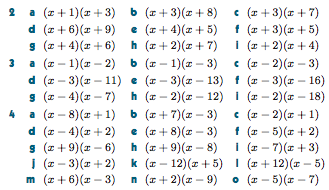 2 a (x + 1)(x + 3) b (x + 3)(x + 8) c (x + 3)(x + 7)
d (x + 6)(x + 9) e (x + 4)(x + 5) f (x + 3)(x + 5)
g (x + 4)(x + 6) h (x + 2)(x + 7) i (x + 2)(x + 4)
3 a (x − 1)(x − 2) b (x − 1)(x − 3) c (x − 2)(x − 3)
d (x − 3)(x − 11) e (x − 3)(x − 13) f (x − 3)(x − 16)
g (x − 4)(x − 7) h (x − 2)(x − 12) i (x − 2)(x − 18)
4 a (x − 8)(x + 1) b (x + 7)(x − 3) c (x − 2)(x + 1)
d (x − 4)(x + 2) e (x + 8)(x − 3) f (x − 5)(x + 2)
g (x + 9)(x − 6) h (x + 9)(x − 8) i (x − 7)(x + 3)
j (x − 3)(x + 2) k (x − 12)(x + 5) l (x + 12)(x − 5)
m (x + 6)(x − 3) n (x + 2)(x − 9) o (x − 5)(x − 7)